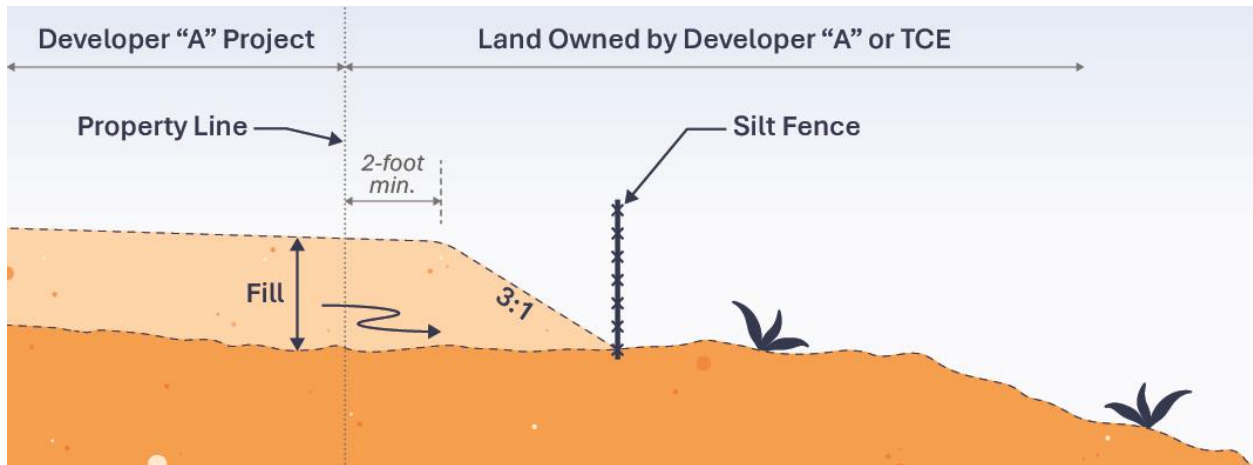 Developer “A” Project
Land Owned by Developer “A” or TCE
Property Line
Silt Fence
2-foot
min.
Fill
3:1